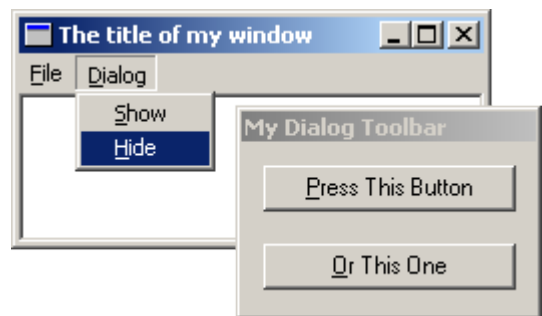 The title of my window
File Dialog
Show
Hide
My Dialog Toolbar
Press This Button
Or This One